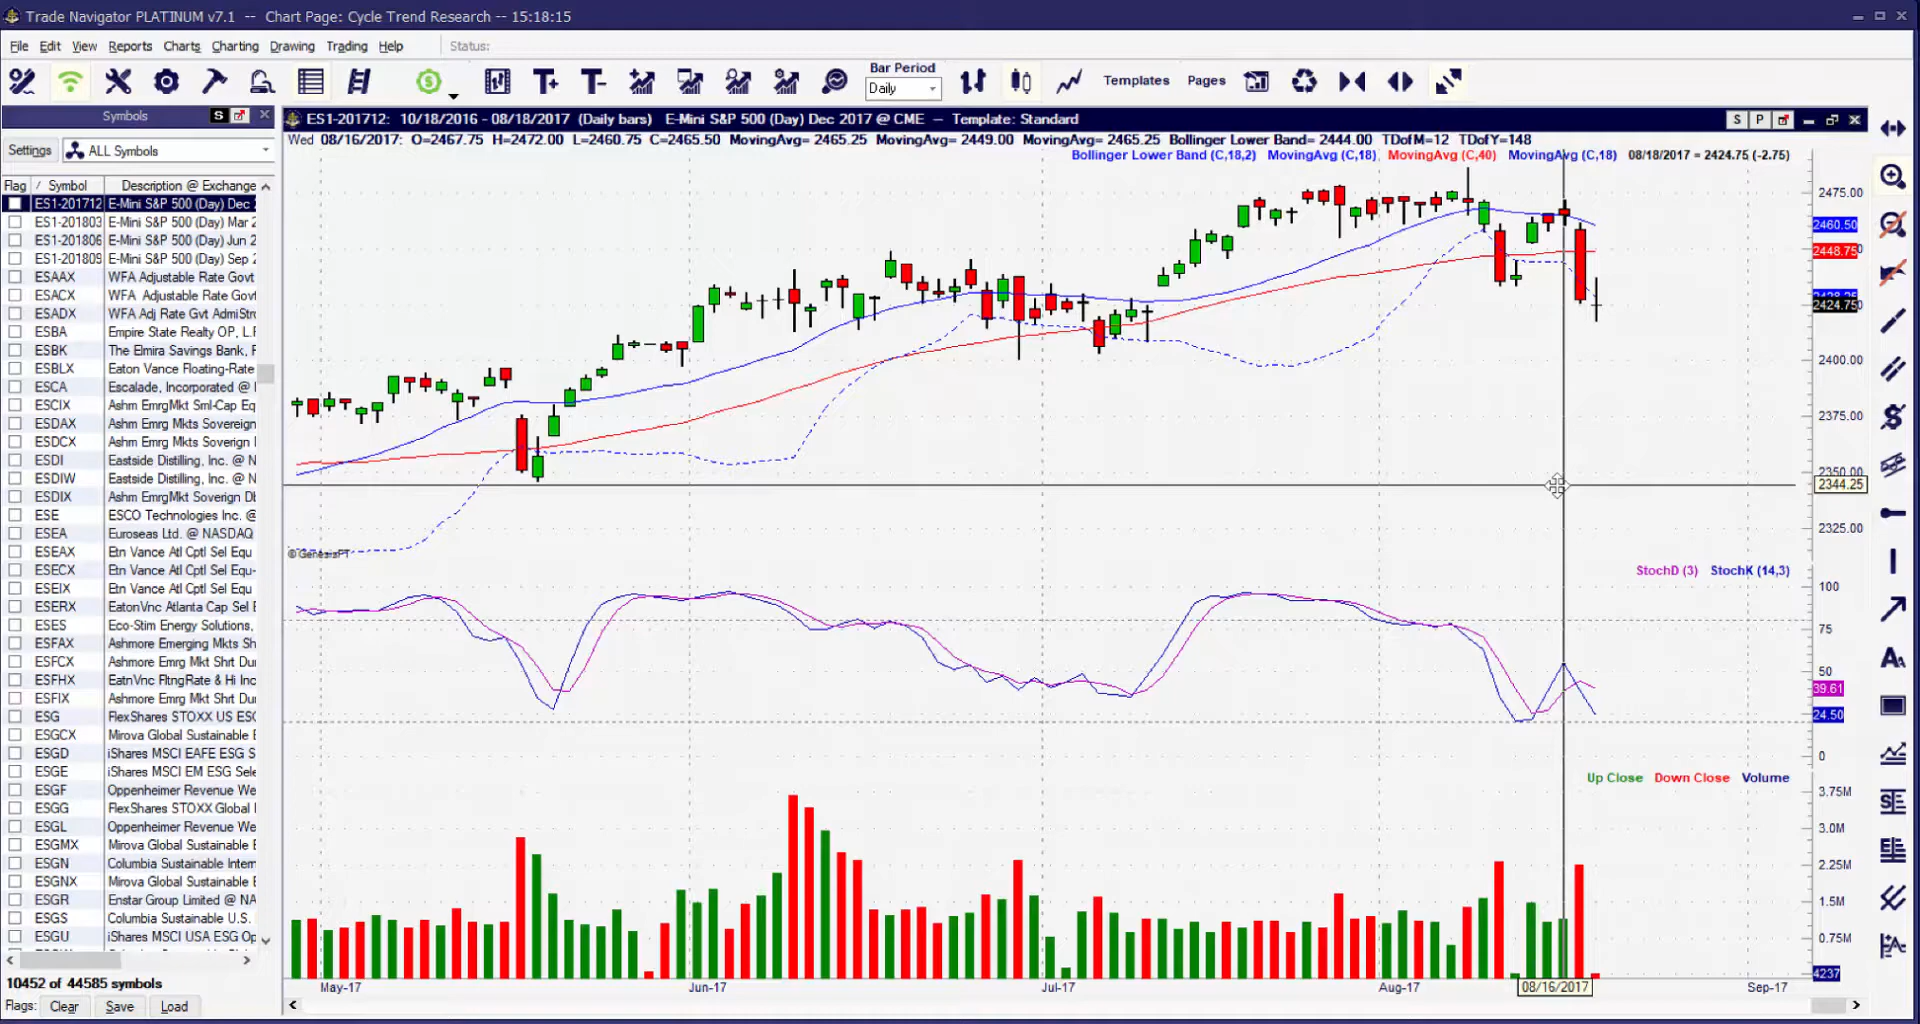 Trade Navigator PLATINUM v7.1 -- Chart Page: Cycle Trend Research -- 15:18:15
File Edit View Reports Charts Charting Drawing Trading Help Status:
Bar Period
Daily
Templates Pages
Symbols S
Settings ALL Symbols
Flag / Symbol Description @ Exchange
ES1-201712 E-Mini S&P 500 (Day) Dec
ES1-201803 E-Mini S&P 500 (Day) Mar 2
ES1-201806 E-Mini S&P 500 (Day) Jun 2
ES1-201809 E-Mini S&P 500 (Day) Sep 2
ESAAX WFA Adjustable Rate Govt
ESACX WFA Adjustable Rate Govt
ESADX WFA Adj Rate Gvt AdmStrc
ESBA Empire State Realty OP, L
ESBK The Elmira Savings Bank, F
ESBLX Eaton Vance Floating-Rate
ESCA Escalade, Incorporated @
ESCIX Ashm EmrgMkt Sml-Cap Eq
ESDAX Ashm Emrg Mkts Sovereign
ESDCX Ashm Emrg Mkts Soverign
ESDI Eastside Distilling, Inc. @ N
ESDIW Eastside Distilling, Inc. @ N
ESDIX Ashm EmrgMkt Soverign Db
ESE ESCO Technologies Inc. @
ESEA Euroseas Ltd. @ NASDAQ
ESEAX Etn Vance Atl Cptl Sel Equ
ESECX Etn Vance Atl Cptl Sel Equ
ESEIX Etn Vance Atl Cptl Sel Equ
ESERX EatonVnc Atlanta Cap Sel E
ESES Eco-Stim Energy Solutions,
ESFAX Ashmore Emerging Mkts Sh
ESFCX Ashmore Emrg Mkt Shrt Dur
ESFHX EatnVnc FltngRate & Hi Inc
ESFIX Ashmore Emrg Mkt Shrt Dur
ESG FlexShares STOXX US ESG
ESGCX Mirova Global Sustainable
ESGD iShares MSCI EAFE ESG S
ESGE iShares MSCI EM ESG Sele
ESGF Oppenheimer Revenue We
ESGG FlexShares STOXX Global
ESGL Oppenheimer Revenue We
ESGMX Mirova Global Sustainable E
ESGN Columbia Sustainable Intern
ESGNX Mirova Global Sustainable E
ESGR Enstar Group Limited @ NA
ESGS Columbia Sustainable U.S.
ESGU iShares MSCI USA ESG Op
10452 of 44585 symbols
Flags: Clear Save Load
ES1-201712: 10/18/2016 - 08/18/2017 (Daily bars) E-Mini S&P 500 (Day) Dec 2017 @ CME — Template: Standard S P
Wed 08/16/2017: O=2467.75 H=2472.00 L=2460.75 C=2465.50 MovingAvg= 2465.25 MovingAvg= 2449.00 MovingAvg= 2465.25 Bollinger Lower Band= 2444.00 TDofM=12 TDofY=148
Bollinger Lower Band (C,18,2) MovingAvg (C,18) MovingAvg (C,40) MovingAvg (C,18) 08/18/2017 = 2424.75 (-2.75)
2475.00
2460.50
2448.75
2424.75
2400.00
2375.00
2350.00
2344.25
2325.00
© GenesisFT
StochD (3) StochK (14,3)
100
75
50
39.61
24.50
0
Up Close Down Close Volume
3.75M
3.0M
2.25M
1.5M
0.75M
4237
May-17 Jun-17 Jul-17 Aug-17 08/16/2017 Sep-17